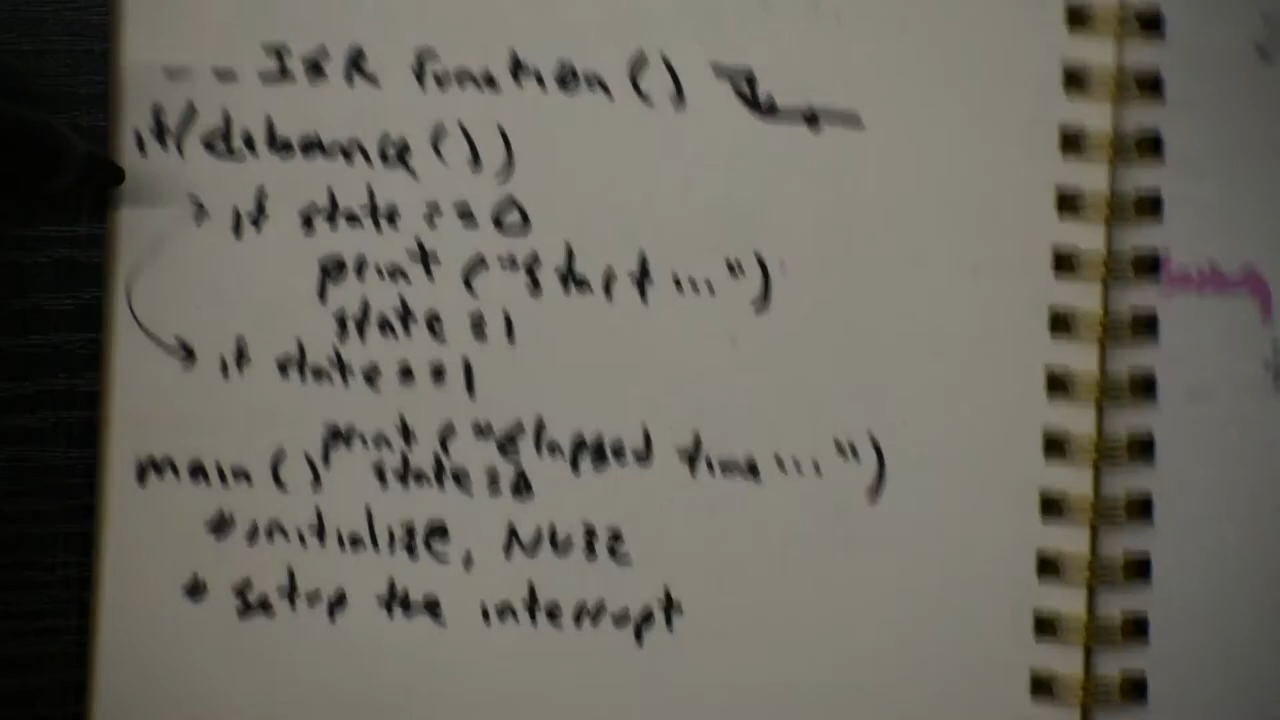 -- ISR function()
if(debounce())
> if state == 0
print("start...")
state = 1
if state == 1
print("elapsed time...")
state = 0
main()
* initialize, NU32
* setup the interrupt